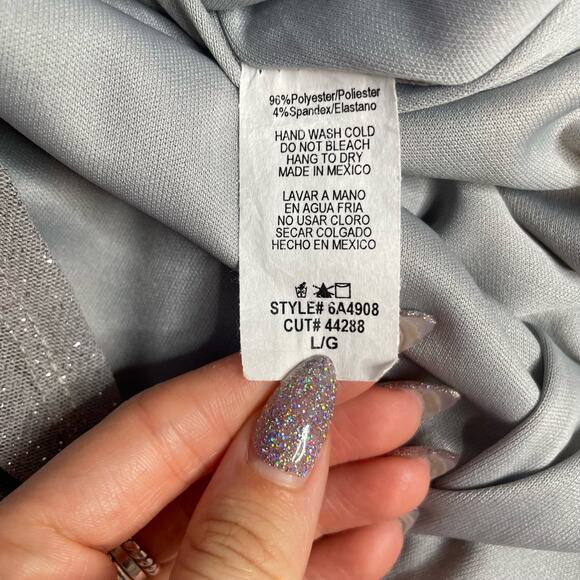 96%Polyester/Poliester
4%Spandex/Elastano
HAND WASH COLD
DO NOT BLEACH
HANG TO DRY
MADE IN MEXICO
LAVAR A MANO
EN AGUA FRIA
NO USAR CLORO
SECAR COLGADO
HECHO EN MEXICO
STYLE# 6A4908
CUT# 44288
L/G